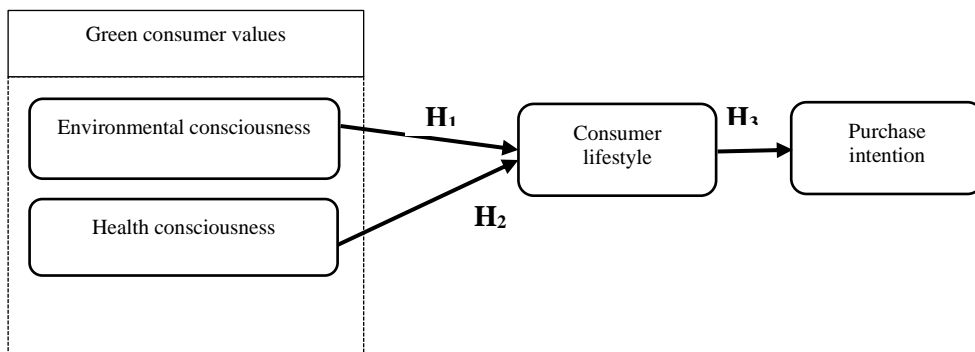 Green consumer values
Environmental consciousness
Health consciousness
H1
H2
Consumer
lifestyle
H3
Purchase
intention